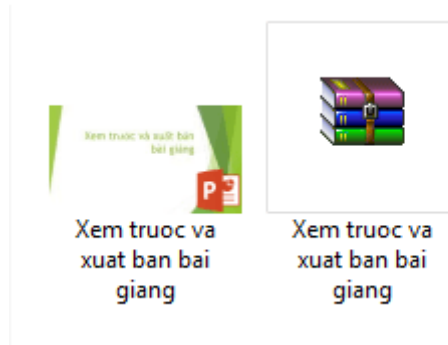 Xem trước và xuất bản
bài giảng
Xem truoc va
xuat ban bai
giang
Xem truoc va
xuat ban bai
giang